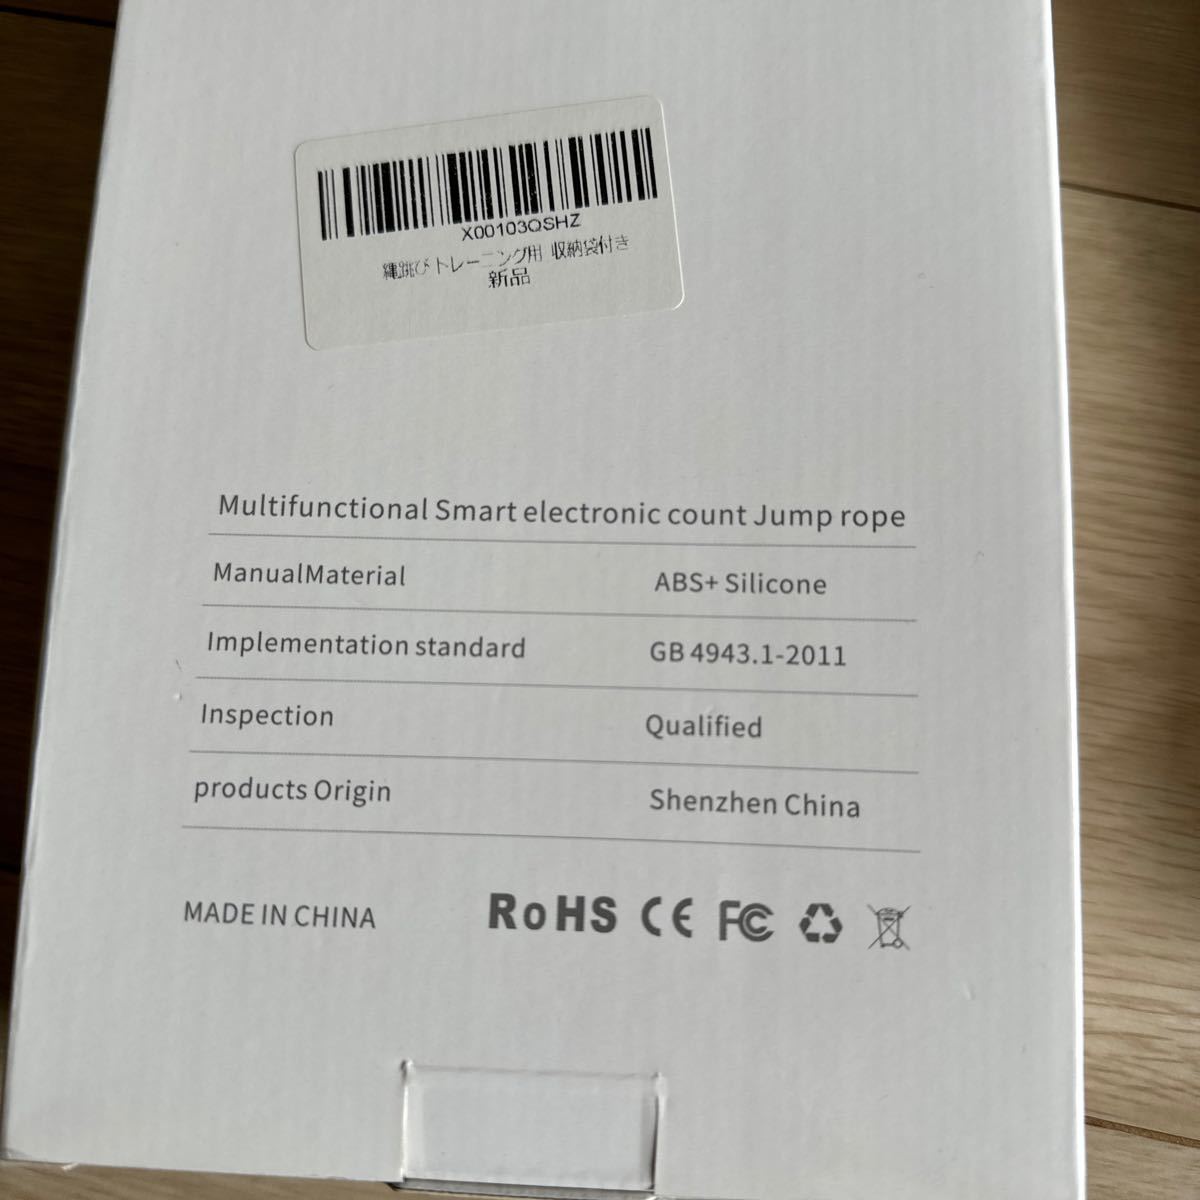 X00103QSHZ
縄跳び トレーニング用 収納袋付き
新品
Multifunctional Smart electronic count Jump rope
ManualMaterial ABS+ Silicone
Implementation standard GB 4943.1-2011
Inspection Qualified
products Origin Shenzhen China
MADE IN CHINA RoHS CE FC